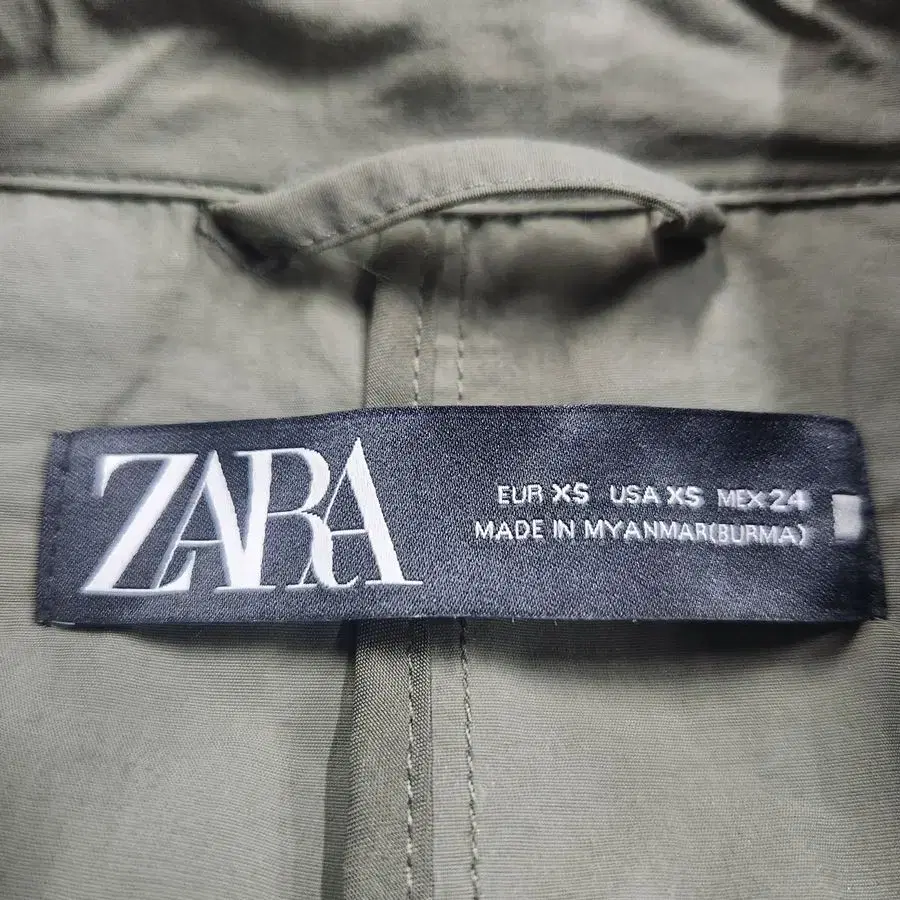 ZARA
EUR XS USA XS MEX 24
MADE IN MYANMAR(BURMA)